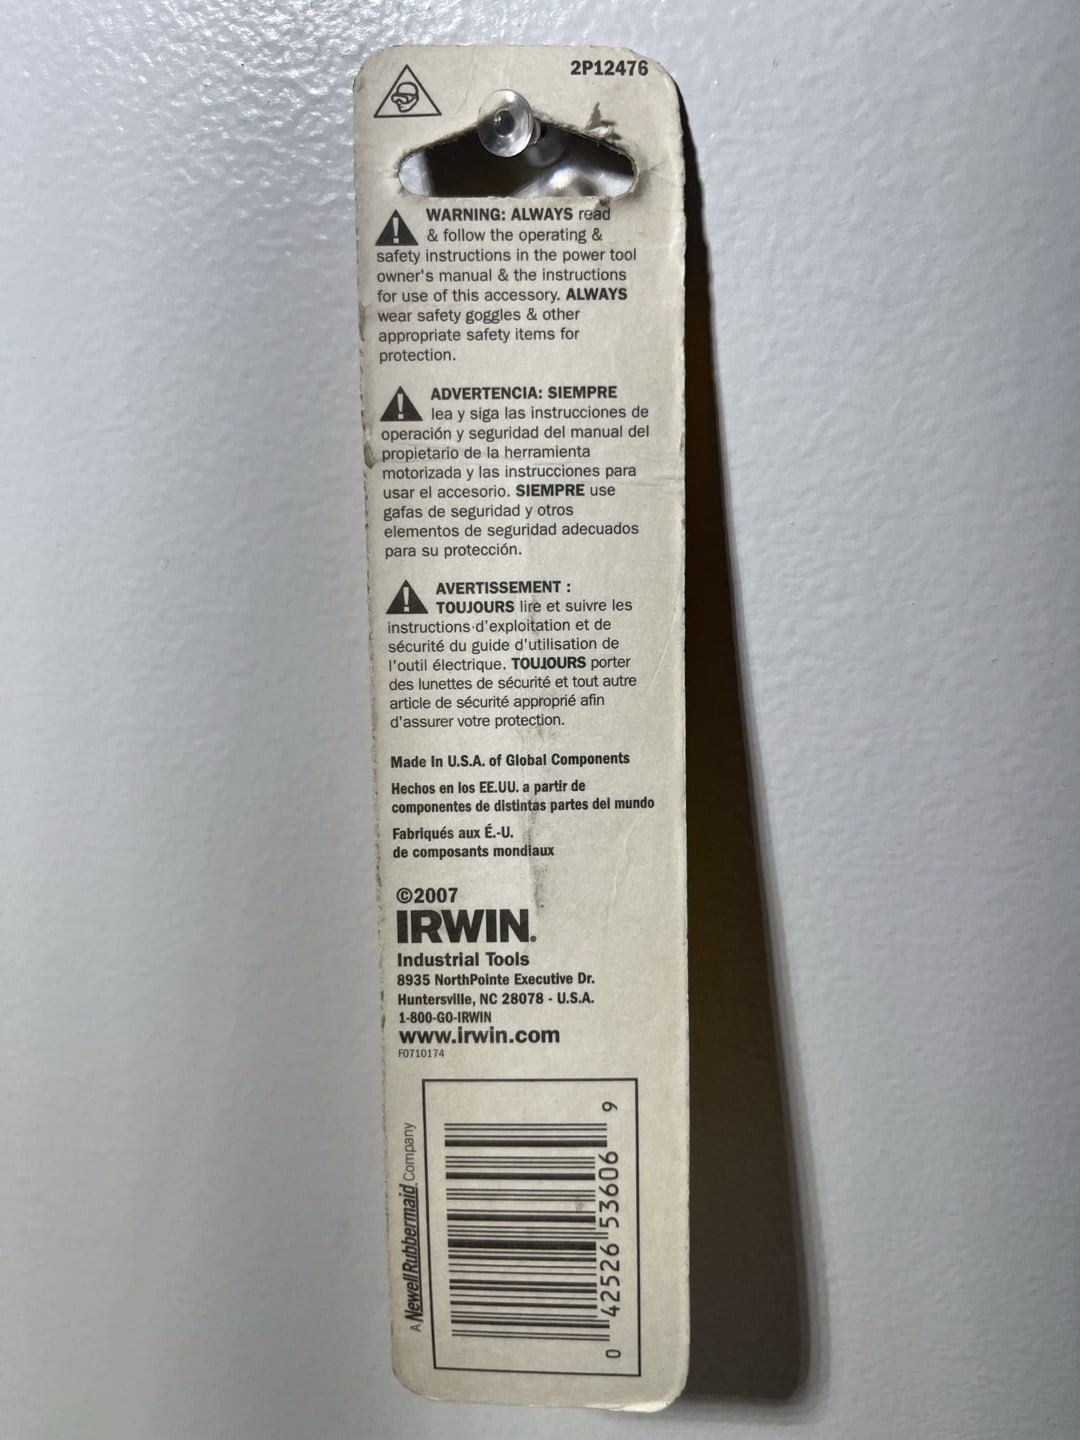 2P12476
WARNING: ALWAYS read
& follow the operating &
safety instructions in the power tool
owner's manual & the instructions
for use of this accessory. ALWAYS
wear safety goggles & other
appropriate safety items for
protection.
ADVERTENCIA: SIEMPRE
lea y siga las instrucciones de
operación y seguridad del manual del
propietario de la herramienta
motorizada y las instrucciones para
usar el accesorio. SIEMPRE use
gafas de seguridad y otros
elementos de seguridad adecuados
para su protección.
AVERTISSEMENT :
TOUJOURS lire et suivre les
instructions d'exploitation et de
sécurité du guide d'utilisation de
l'outil électrique. TOUJOURS porter
des lunettes de sécurité et tout autre
article de sécurité approprié afin
d'assurer votre protection.
Made In U.S.A. of Global Components
Hechos en los EE.UU. a partir de
componentes de distintas partes del mundo
Fabriqués aux É.-U.
de composants mondiaux
©2007
IRWIN.
Industrial Tools
8935 NorthPointe Executive Dr.
Huntersville, NC 28078 - U.S.A.
1-800-GO-IRWIN
www.irwin.com
F0710174
A NewellRubbermaid Company
0 42526 53606 9